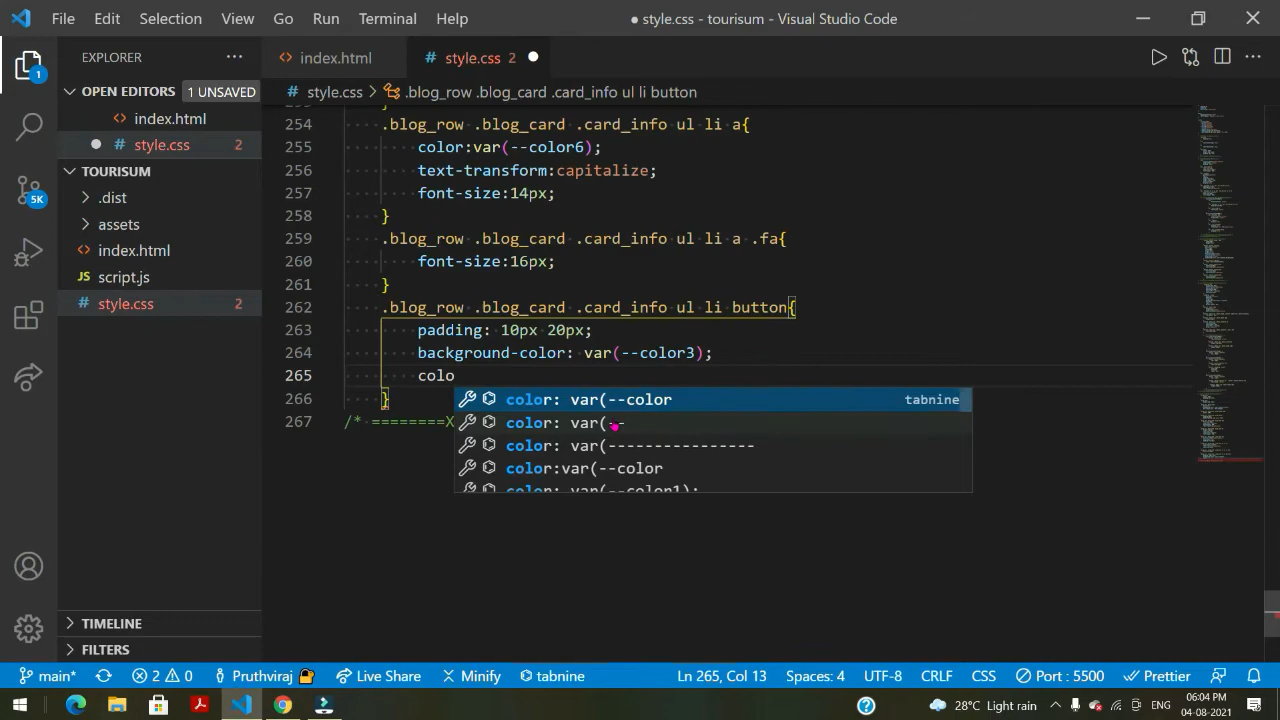 File Edit Selection View Go Run Terminal Help
● style.css - tourisum - Visual Studio Code
EXPLORER
OPEN EDITORS 1 UNSAVED
index.html
style.css 2
TOURISUM
.dist
assets
index.html
script.js
style.css 2
TIMELINE
FILTERS
1
5K
index.html
style.css 2
style.css > .blog_row .blog_card .card_info ul li button
254 .blog_row .blog_card .card_info ul li a{
255 color:var(--color6);
256 text-transform:capitalize;
257 font-size:14px;
258 }
259 .blog_row .blog_card .card_info ul li a .fa{
260 font-size:16px;
261 }
262 .blog_row .blog_card .card_info ul li button{
263 padding: 10px 20px;
264 background-color: var(--color3);
265 colo
266 }
267 /* ========X
color: var(--color tabnine
color: var(--
color: var(----------------
color:var(--color
color: var(--color1);
main* 2 0 Pruthviraj Live Share Minify tabnine Ln 265, Col 13 Spaces: 4 UTF-8 CRLF CSS Port : 5500 Prettier
28°C Light rain ENG 06:04 PM
04-08-2021